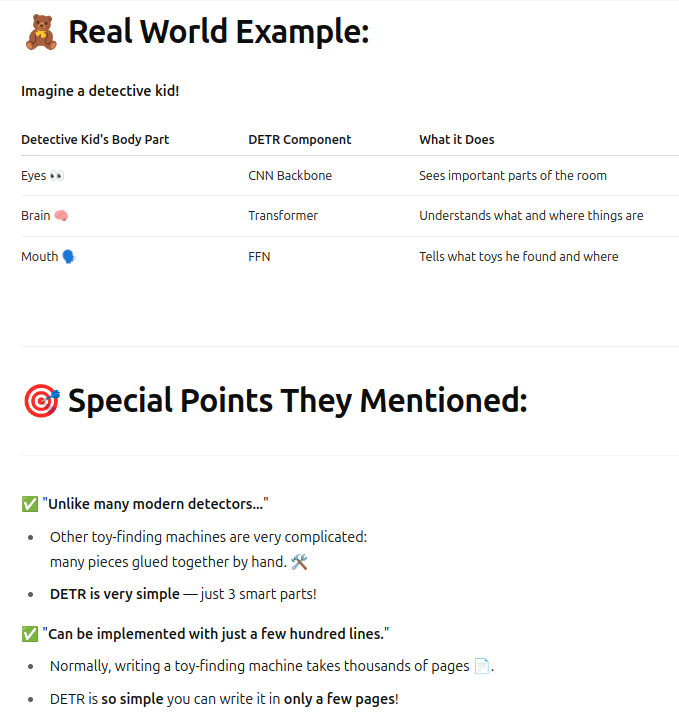 🧸 Real World Example:
Imagine a detective kid!
Detective Kid's Body Part DETR Component What it Does
Eyes 👀 CNN Backbone Sees important parts of the room
Brain 🧠 Transformer Understands what and where things are
Mouth 🗣️ FFN Tells what toys he found and where
🎯 Special Points They Mentioned:
✅ "Unlike many modern detectors..."
• Other toy-finding machines are very complicated:
many pieces glued together by hand. 🛠️
• DETR is very simple — just 3 smart parts!
✅ "Can be implemented with just a few hundred lines."
• Normally, writing a toy-finding machine takes thousands of pages 📄.
• DETR is so simple you can write it in only a few pages!